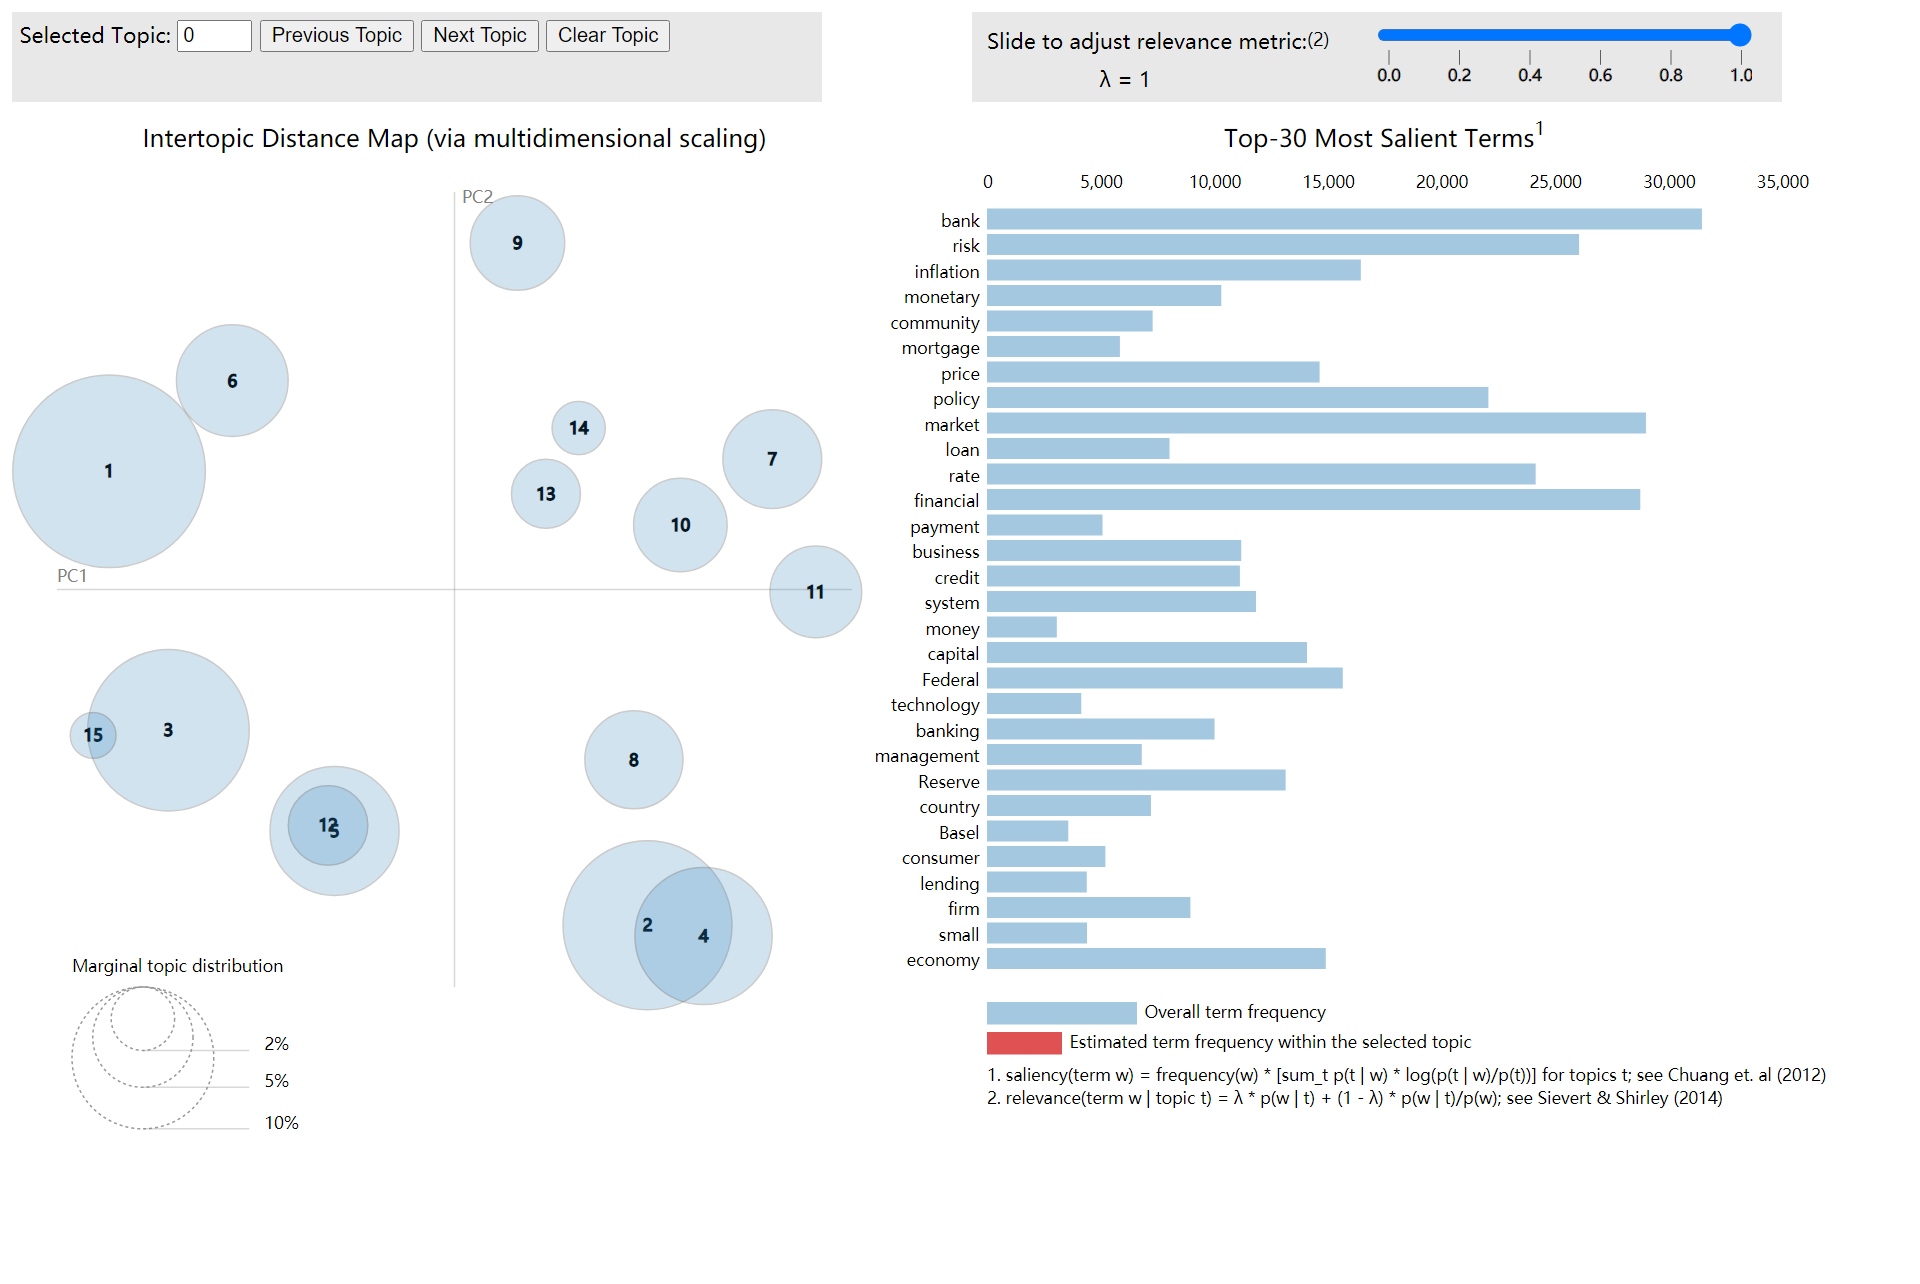 Selected Topic: 0 Previous Topic Next Topic Clear Topic
Slide to adjust relevance metric:(2)
λ = 1
0.0 0.2 0.4 0.6 0.8 1.0
Intertopic Distance Map (via multidimensional scaling)
PC2
PC1
9
6
1
14
7
13
10
11
15
3
8
12
5
2
4
Marginal topic distribution
2%
5%
10%
Top-30 Most Salient Terms1
0 5,000 10,000 15,000 20,000 25,000 30,000 35,000
bank
risk
inflation
monetary
community
mortgage
price
policy
market
loan
rate
financial
payment
business
credit
system
money
capital
Federal
technology
banking
management
Reserve
country
Basel
consumer
lending
firm
small
economy
Overall term frequency
Estimated term frequency within the selected topic
1. saliency(term w) = frequency(w) * [sum_t p(t | w) * log(p(t | w)/p(t))] for topics t; see Chuang et. al (2012)
2. relevance(term w | topic t) = λ * p(w | t) + (1 - λ) * p(w | t)/p(w); see Sievert & Shirley (2014)